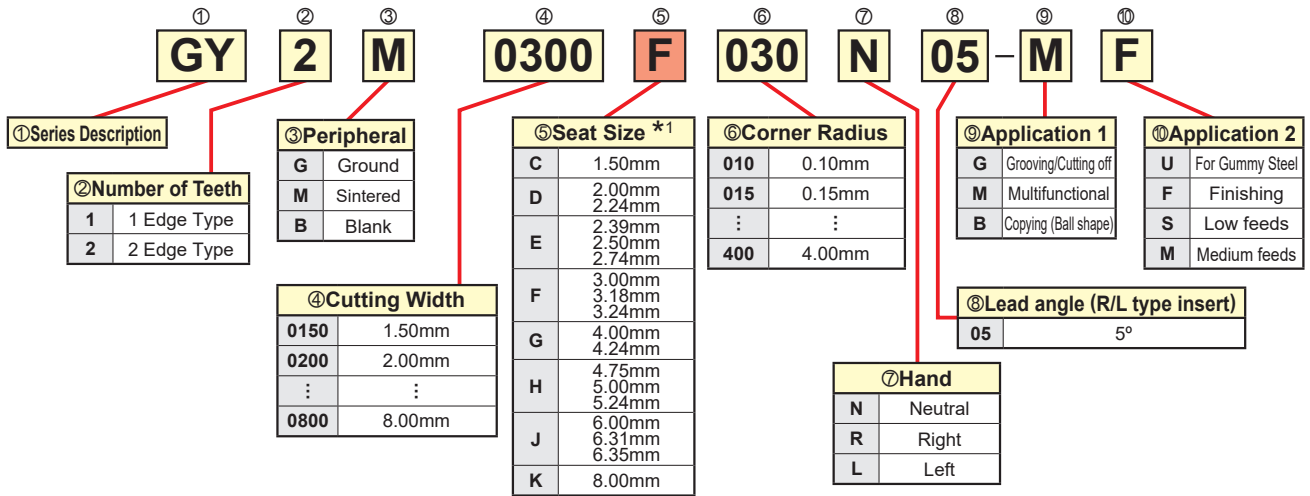 ① ② ③ ④ ⑤ ⑥ ⑦ ⑧ ⑨ ⑩
GY 2 M 0300 F 030 N 05 – M F
①Series Description
②Number of Teeth
1 1 Edge Type
2 2 Edge Type
③Peripheral
G Ground
M Sintered
B Blank
④Cutting Width
0150 1.50mm
0200 2.00mm
⋮ ⋮
0800 8.00mm
⑤Seat Size *1
C 1.50mm
D 2.00mm
2.24mm
E 2.39mm
2.50mm
2.74mm
F 3.00mm
3.18mm
3.24mm
G 4.00mm
4.24mm
H 4.75mm
5.00mm
5.24mm
J 6.00mm
6.31mm
6.35mm
K 8.00mm
⑥Corner Radius
010 0.10mm
015 0.15mm
⋮ ⋮
400 4.00mm
⑦Hand
N Neutral
R Right
L Left
⑧Lead angle (R/L type insert)
05 5º
⑨Application 1
G Grooving/Cutting off
M Multifunctional
B Copying (Ball shape)
⑩Application 2
U For Gummy Steel
F Finishing
S Low feeds
M Medium feeds